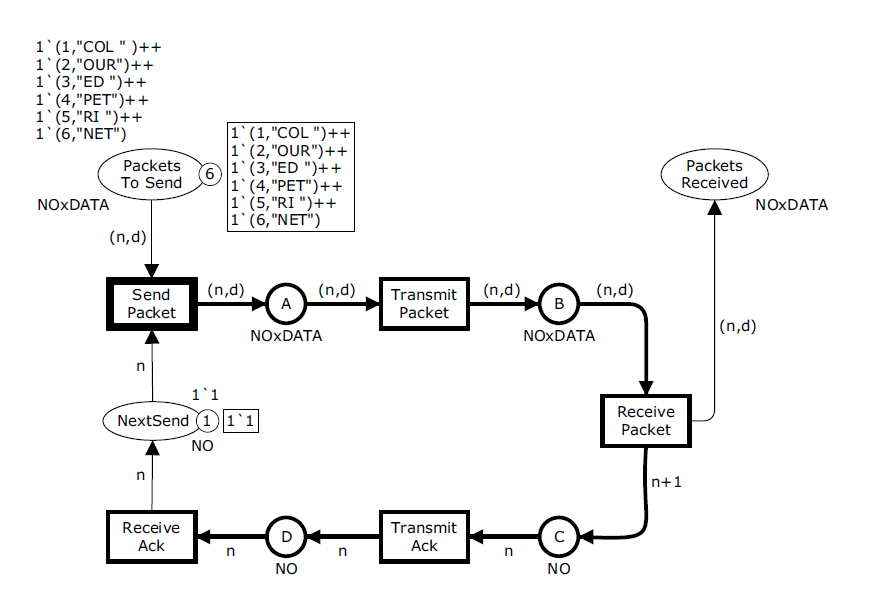 1`(1,"COL " )++
1`(2,"OUR")++
1`(3,"ED ")++
1`(4,"PET")++
1`(5,"RI ")++
1`(6,"NET")
1`(1,"COL ")++
1`(2,"OUR")++
1`(3,"ED ")++
1`(4,"PET")++
1`(5,"RI ")++
1`(6,"NET")
Packets
To Send
6
NOxDATA
Packets
Received
NOxDATA
(n,d)
Send
Packet
(n,d)
A
NOxDATA
(n,d)
Transmit
Packet
(n,d)
B
NOxDATA
(n,d)
(n,d)
n
1`1
NextSend
1
1`1
NO
Receive
Packet
n
n+1
Receive
Ack
n
D
NO
n
Transmit
Ack
n
C
NO